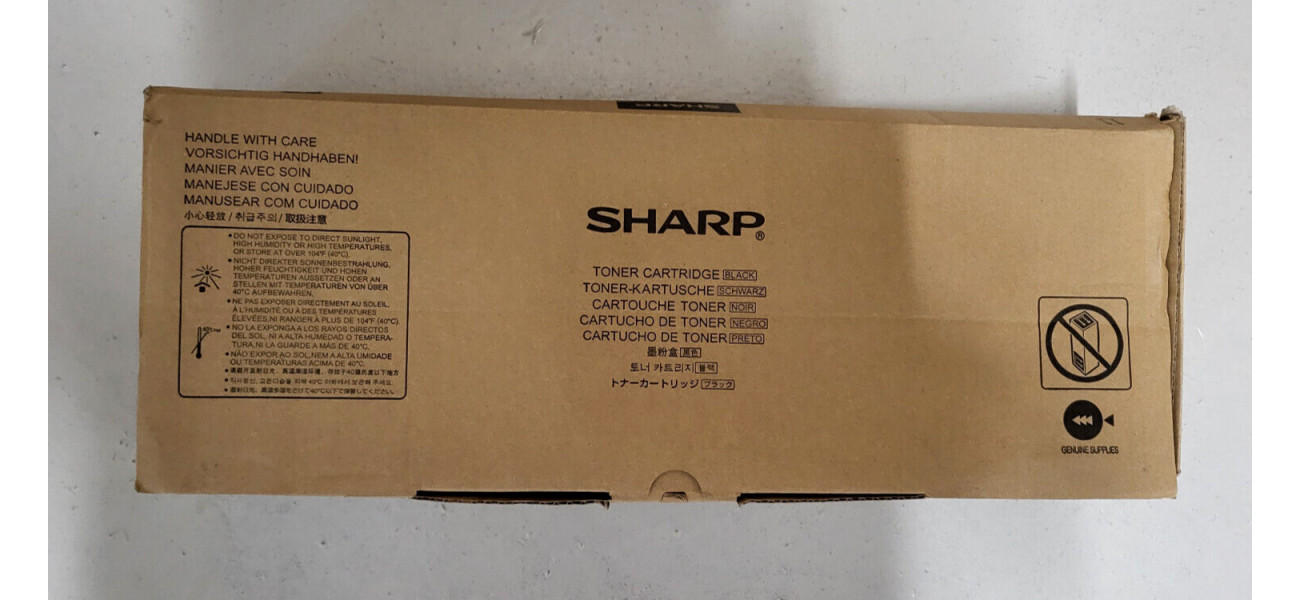 SHARP
HANDLE WITH CARE
VORSICHTIG HANDHABEN!
MANIER AVEC SOIN
MANEJESE CON CUIDADO
MANUSEAR COM CUIDADO
小心轻放 / 취급주의 / 取扱注意
• DO NOT EXPOSE TO DIRECT SUNLIGHT,
HIGH HUMIDITY OR HIGH TEMPERATURES,
OR STORE AT OVER 104°F (40°C).
• NICHT DIREKTER SONNENBESTRAHLUNG,
HOHER FEUCHTIGKEIT UND HOHEN
TEMPERATUREN AUSSETZEN ODER AN
STELLEN MIT TEMPERATUREN VON ÜBER
40°C AUFBEWAHREN.
• NE PAS EXPOSER DIRECTEMENT AU SOLEIL,
À L'HUMIDITÉ OU À DES TEMPÉRATURES
ÉLEVÉES, NI RANGER À PLUS DE 104°F (40°C).
• NO LA EXPONGA A LOS RAYOS DIRECTOS
DEL SOL, NI A ALTA HUMEDAD O TEMPERA-
TURA, NI LA GUARDE A MÁS DE 40°C.
• NÃO EXPOR AO SOL, NEM A ALTA UMIDADE
OU TEMPERATURAS ACIMA DE 40°C.
SHARP®
TONER CARTRIDGE BLACK
TONER-KARTUSCHE SCHWARZ
CARTOUCHE TONER NOIR
CARTUCHO DE TONER NEGRO
CARTUCHO DE TONER PRETO
墨粉盒 黑色
토너 카트리지 블랙
トナーカートリッジ ブラック
GENUINE SUPPLIES